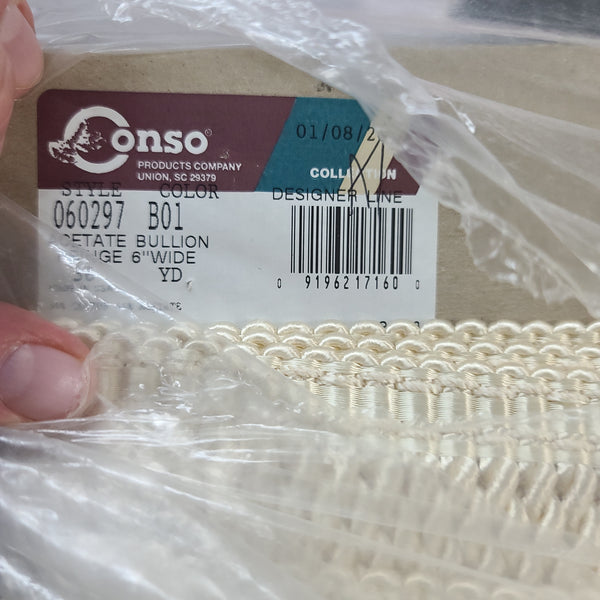 Conso®
PRODUCTS COMPANY
UNION, SC 29379
01/08/2
COLLECTION
STYLE COLOR
DESIGNER LINE
060297 B01
CETATE BULLION
GE 6"WIDE
YD
0 9196217160 0